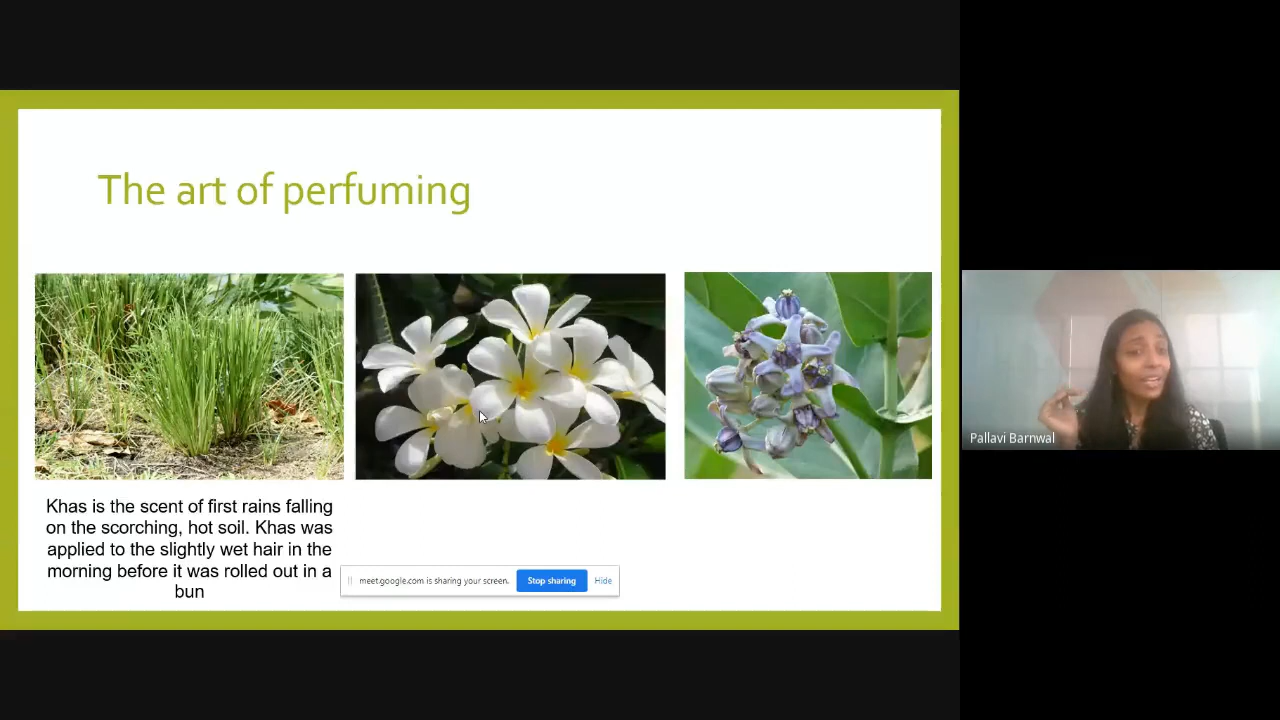 The art of perfuming
Pallavi Barnwal
Khas is the scent of first rains falling
on the scorching, hot soil. Khas was
applied to the slightly wet hair in the
morning before it was rolled out in a
bun
meet.google.com is sharing your screen.
Stop sharing
Hide